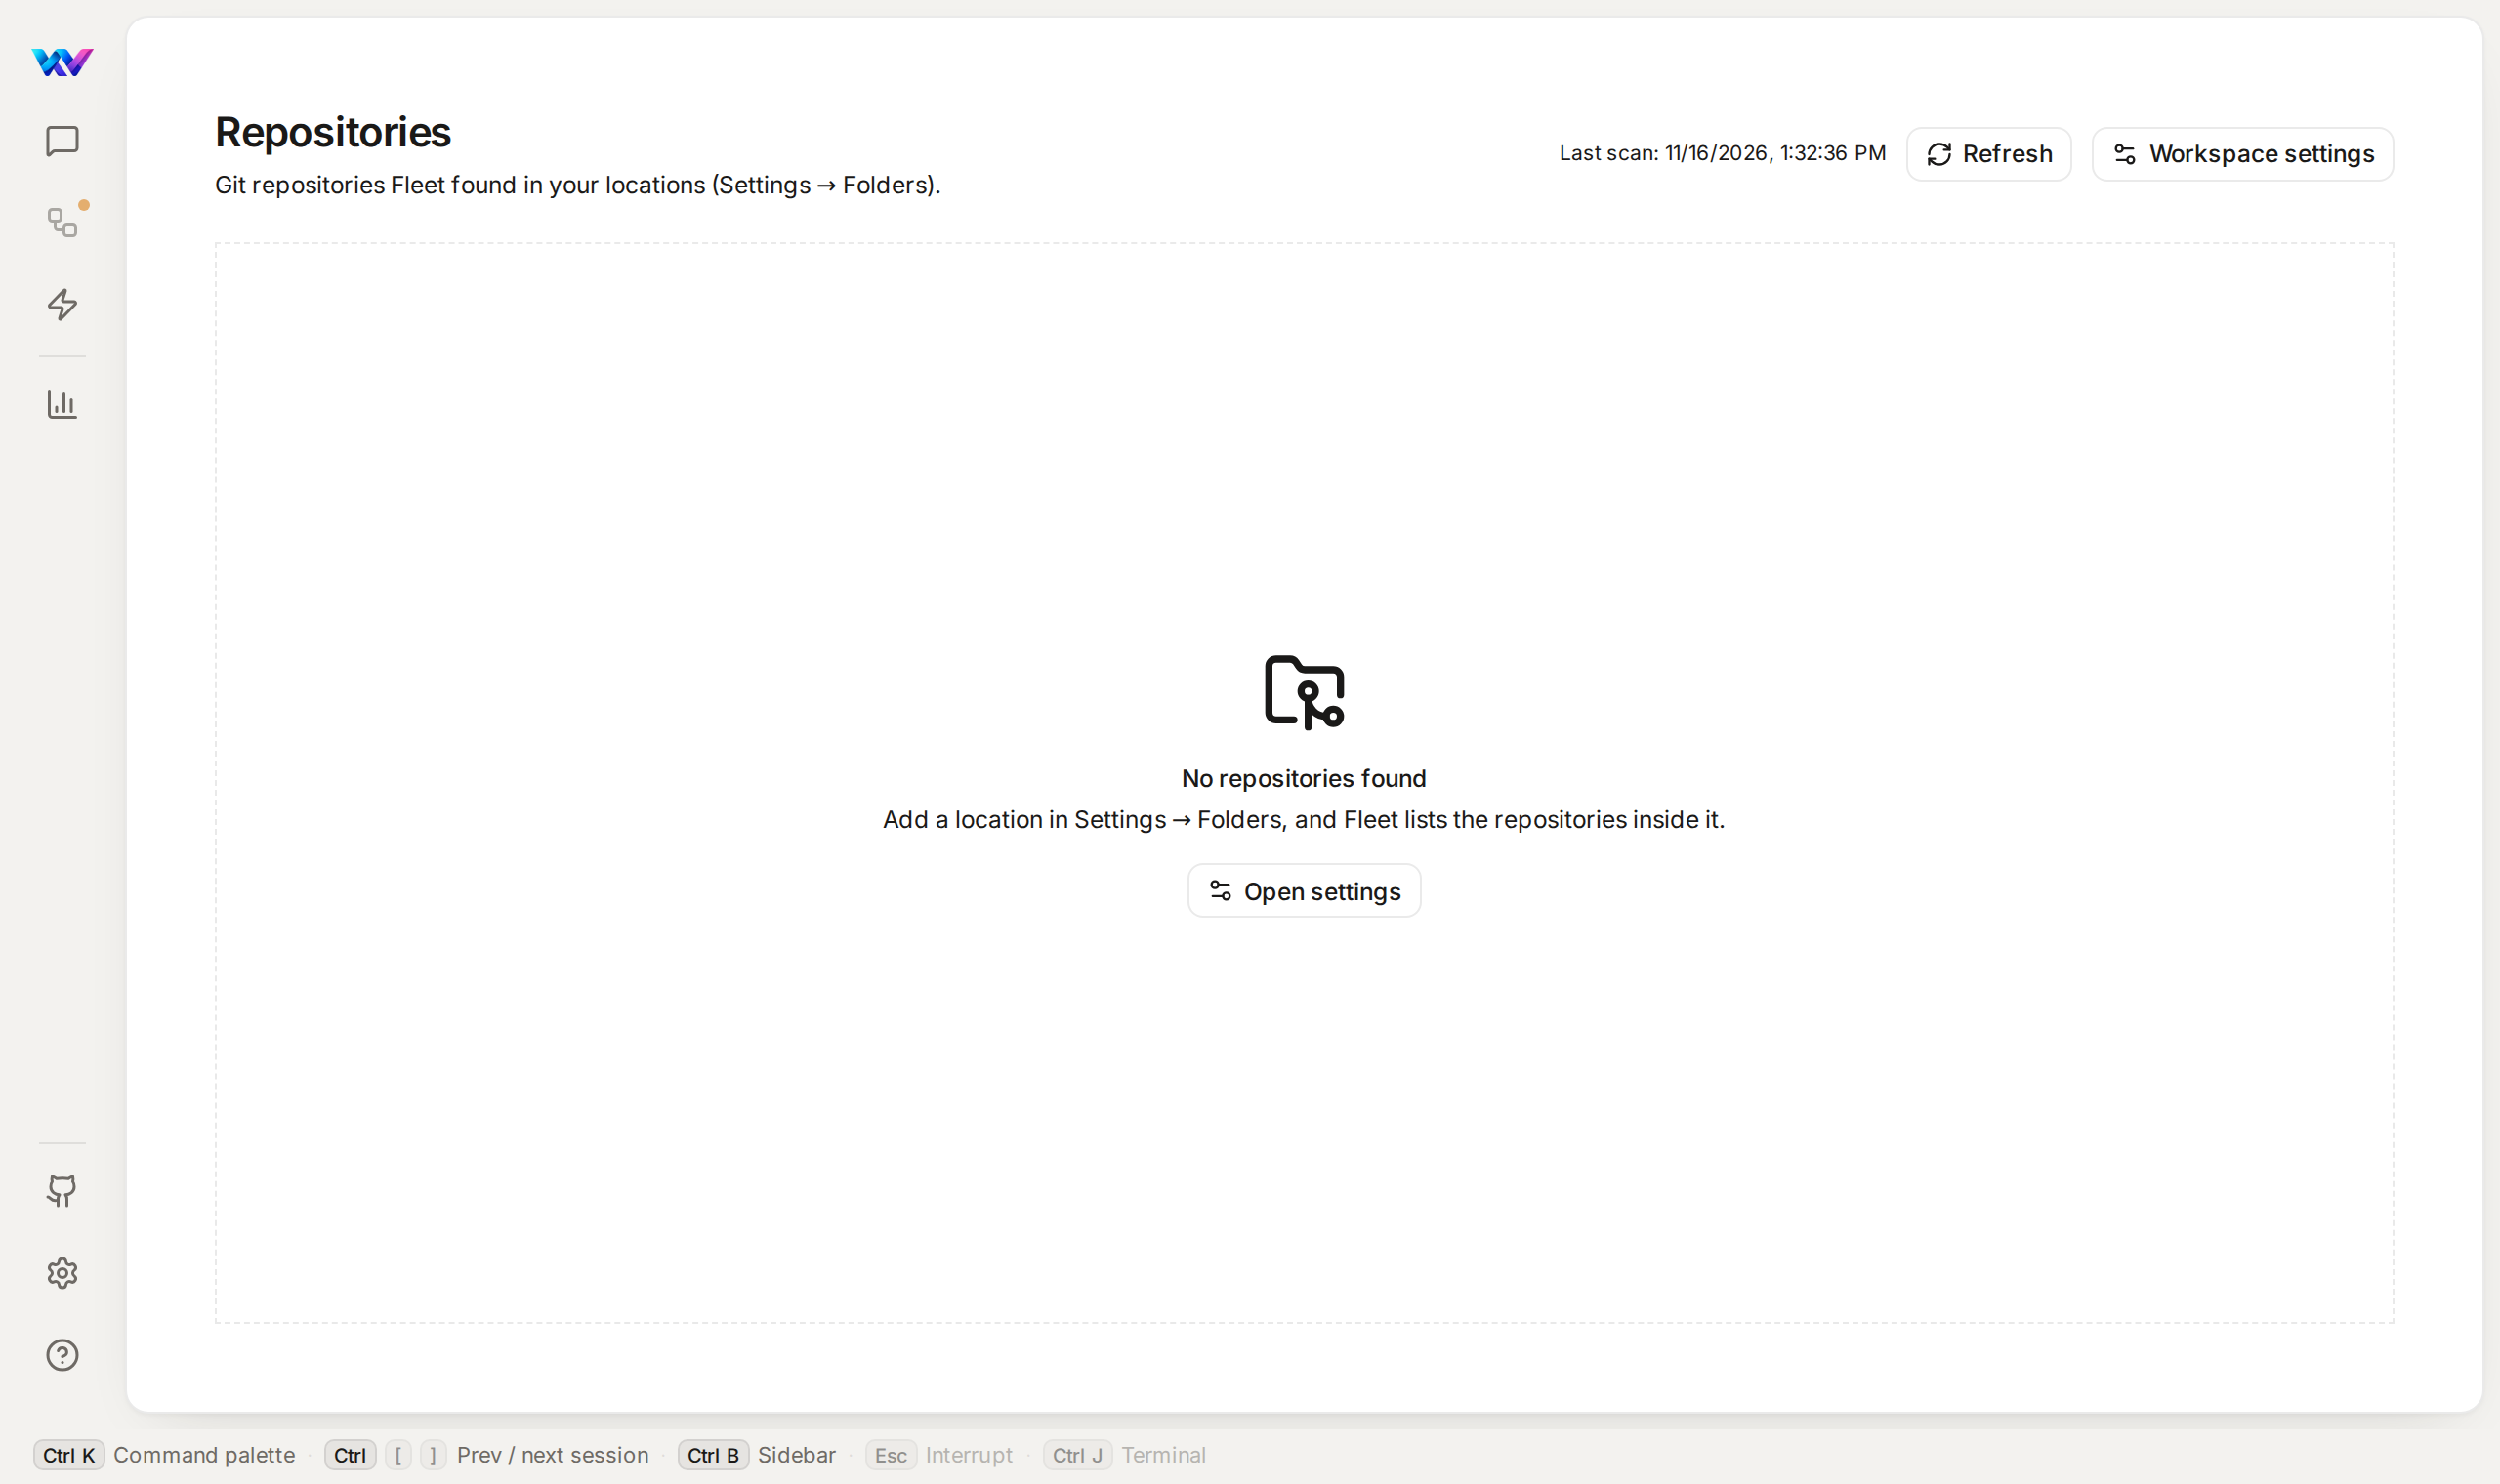 Repositories
Git repositories Fleet found in your locations (Settings → Folders).
Last scan: 11/16/2026, 1:32:36 PM
Refresh
Workspace settings
No repositories found
Add a location in Settings → Folders, and Fleet lists the repositories inside it.
Open settings
Ctrl K Command palette · Ctrl [ ] Prev / next session · Ctrl B Sidebar · Esc Interrupt · Ctrl J Terminal